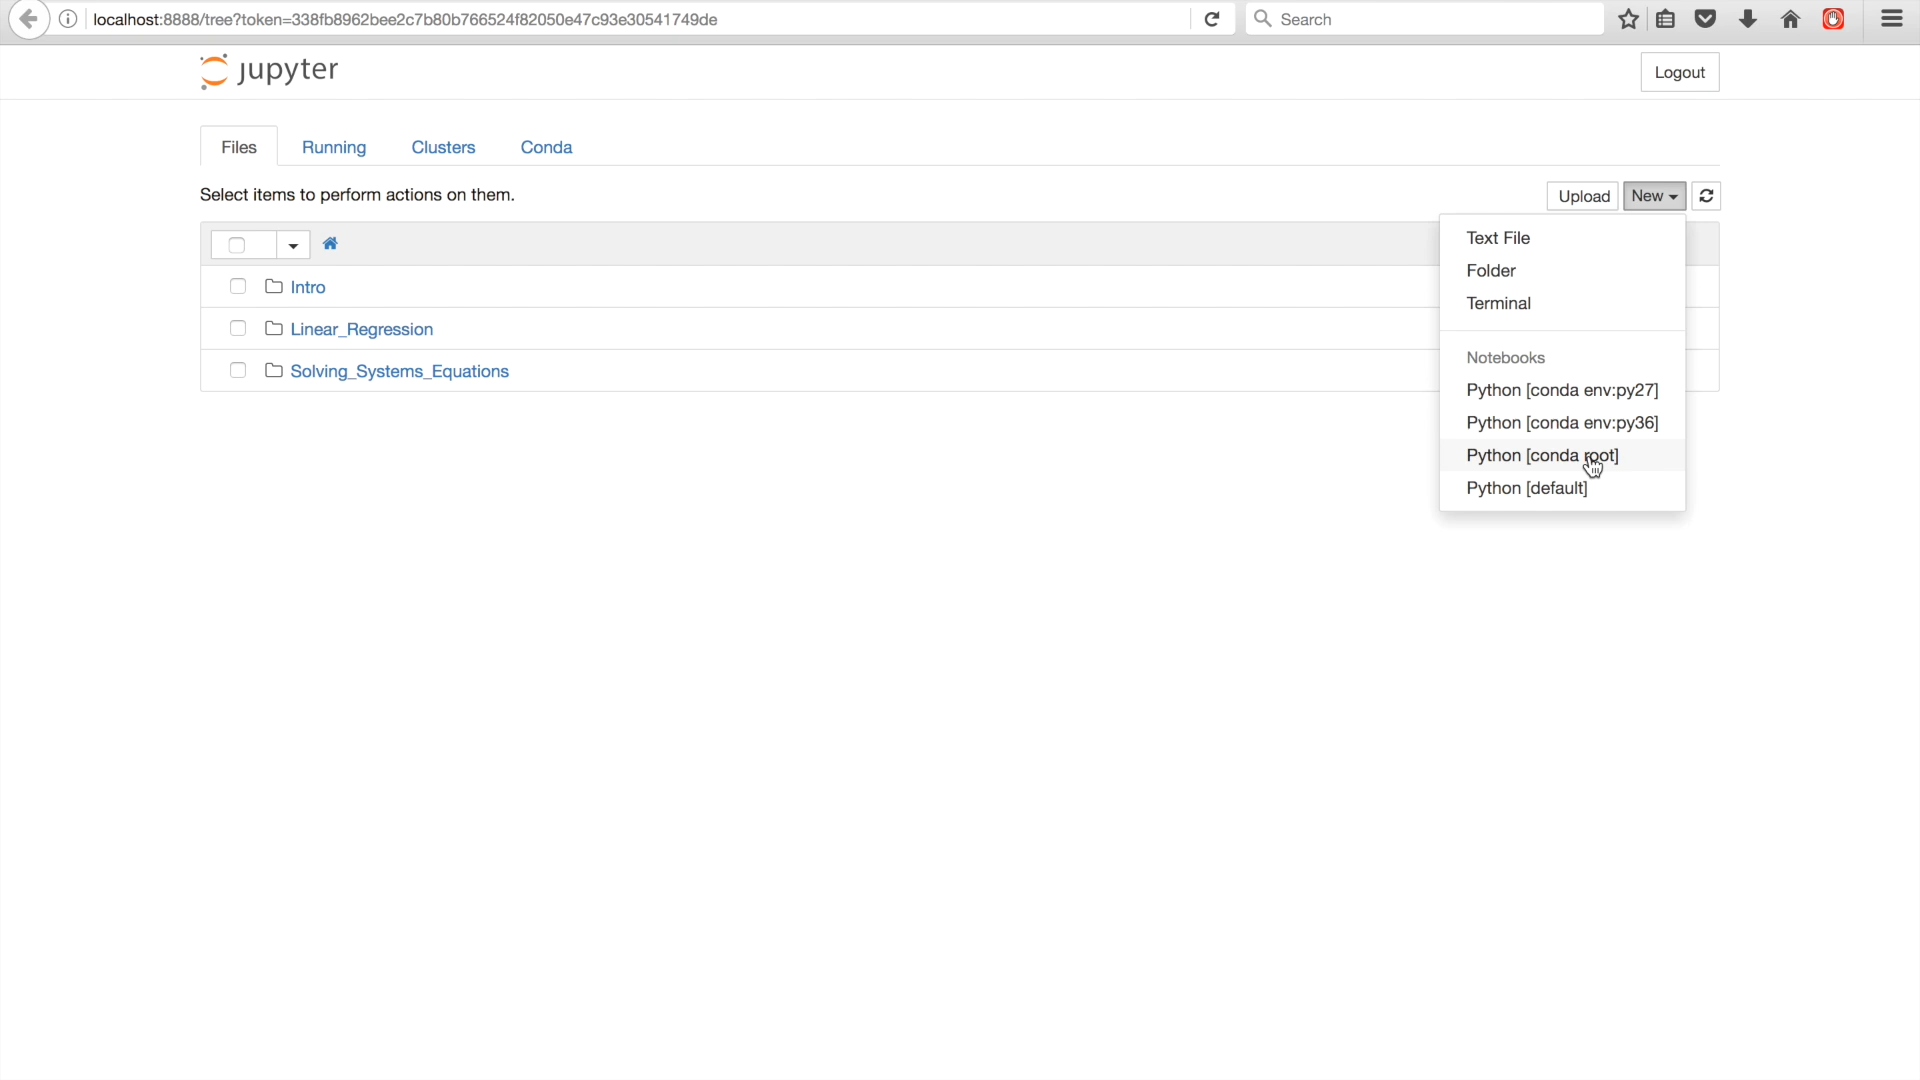 localhost:8888/tree?token=338fb8962bee2c7b80b766524f82050e47c93e30541749de
Search
jupyter
Logout
Files Running Clusters Conda
Select items to perform actions on them.
Upload New
Text File
Folder
Terminal
Notebooks
Python [conda env:py27]
Python [conda env:py36]
Python [conda root]
Python [default]
Intro
Linear_Regression
Solving_Systems_Equations